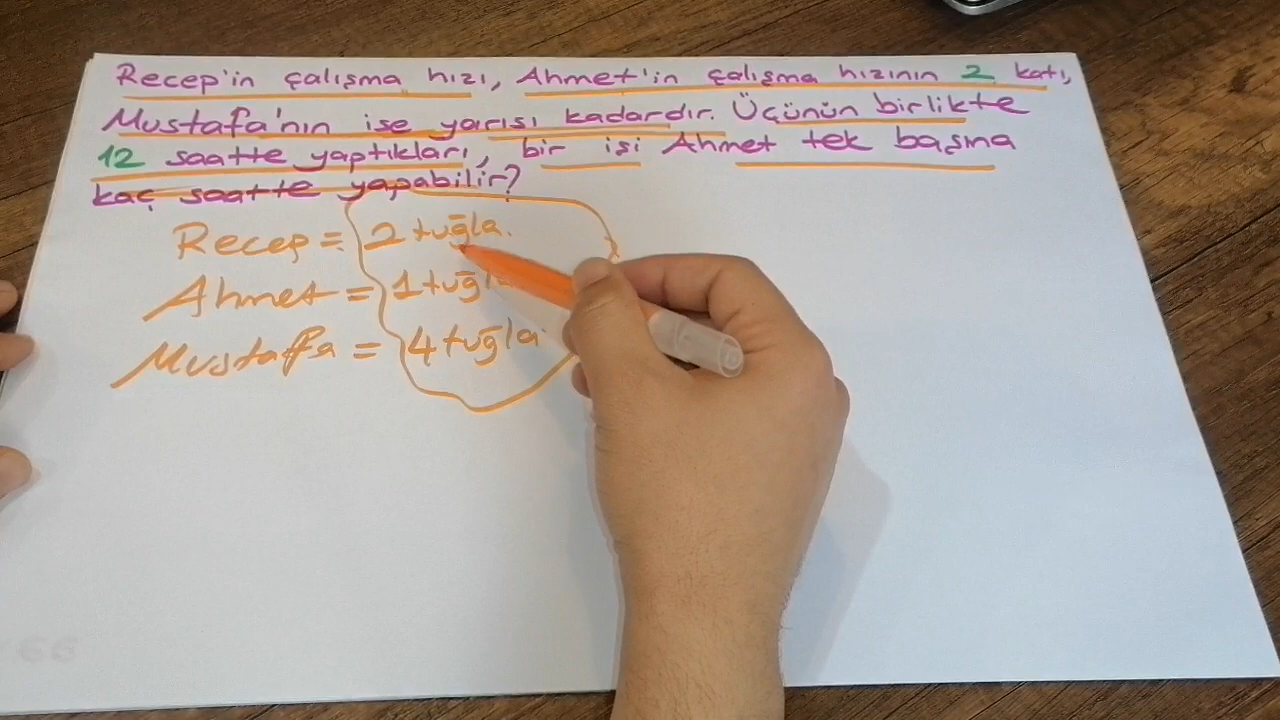 Recep'in çalışma hızı, Ahmet'in çalışma hızının 2 katı,
Mustafa'nın ise yarısı kadardır. Üçünün birlikte
12 saatte yaptıkları, bir işi Ahmet tek başına
kaç saatte yapabilir?
Recep = 2 tuğla.
Ahmet = 1 tuğla
Mustafa = 4 tuğla